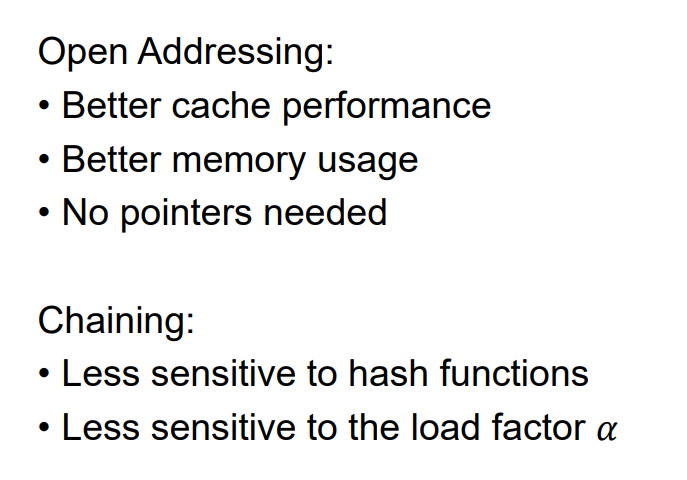 Open Addressing:
• Better cache performance
• Better memory usage
• No pointers needed
Chaining:
• Less sensitive to hash functions
• Less sensitive to the load factor 𝛼